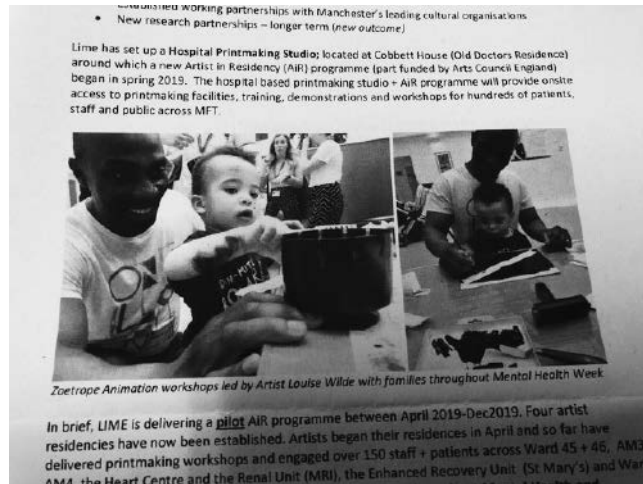 Established working partnerships with Manchester's leading cultural organisations
• New research partnerships – longer term (new outcome)
Lime has set up a Hospital Printmaking Studio; located at Cobbett House (Old Doctors Residence)
around which a new Artist in Residency (AiR) programme (part funded by Arts Council England)
began in spring 2019. The hospital based printmaking studio + AiR programme will provide onsite
access to printmaking facilities, training, demonstrations and workshops for hundreds of patients,
staff and public across MFT.
Zoetrope Animation workshops led by Artist Louise Wilde with families throughout Mental Health Week
In brief, LIME is delivering a pilot AiR programme between April 2019-Dec2019. Four artist
residencies have now been established. Artists began their residences in April and so far have
delivered printmaking workshops and engaged over 150 staff + patients across Ward 45 + 46, AM3
AM4, the Heart Centre and the Renal Unit (MRI), the Enhanced Recovery Unit (St Mary's) and War